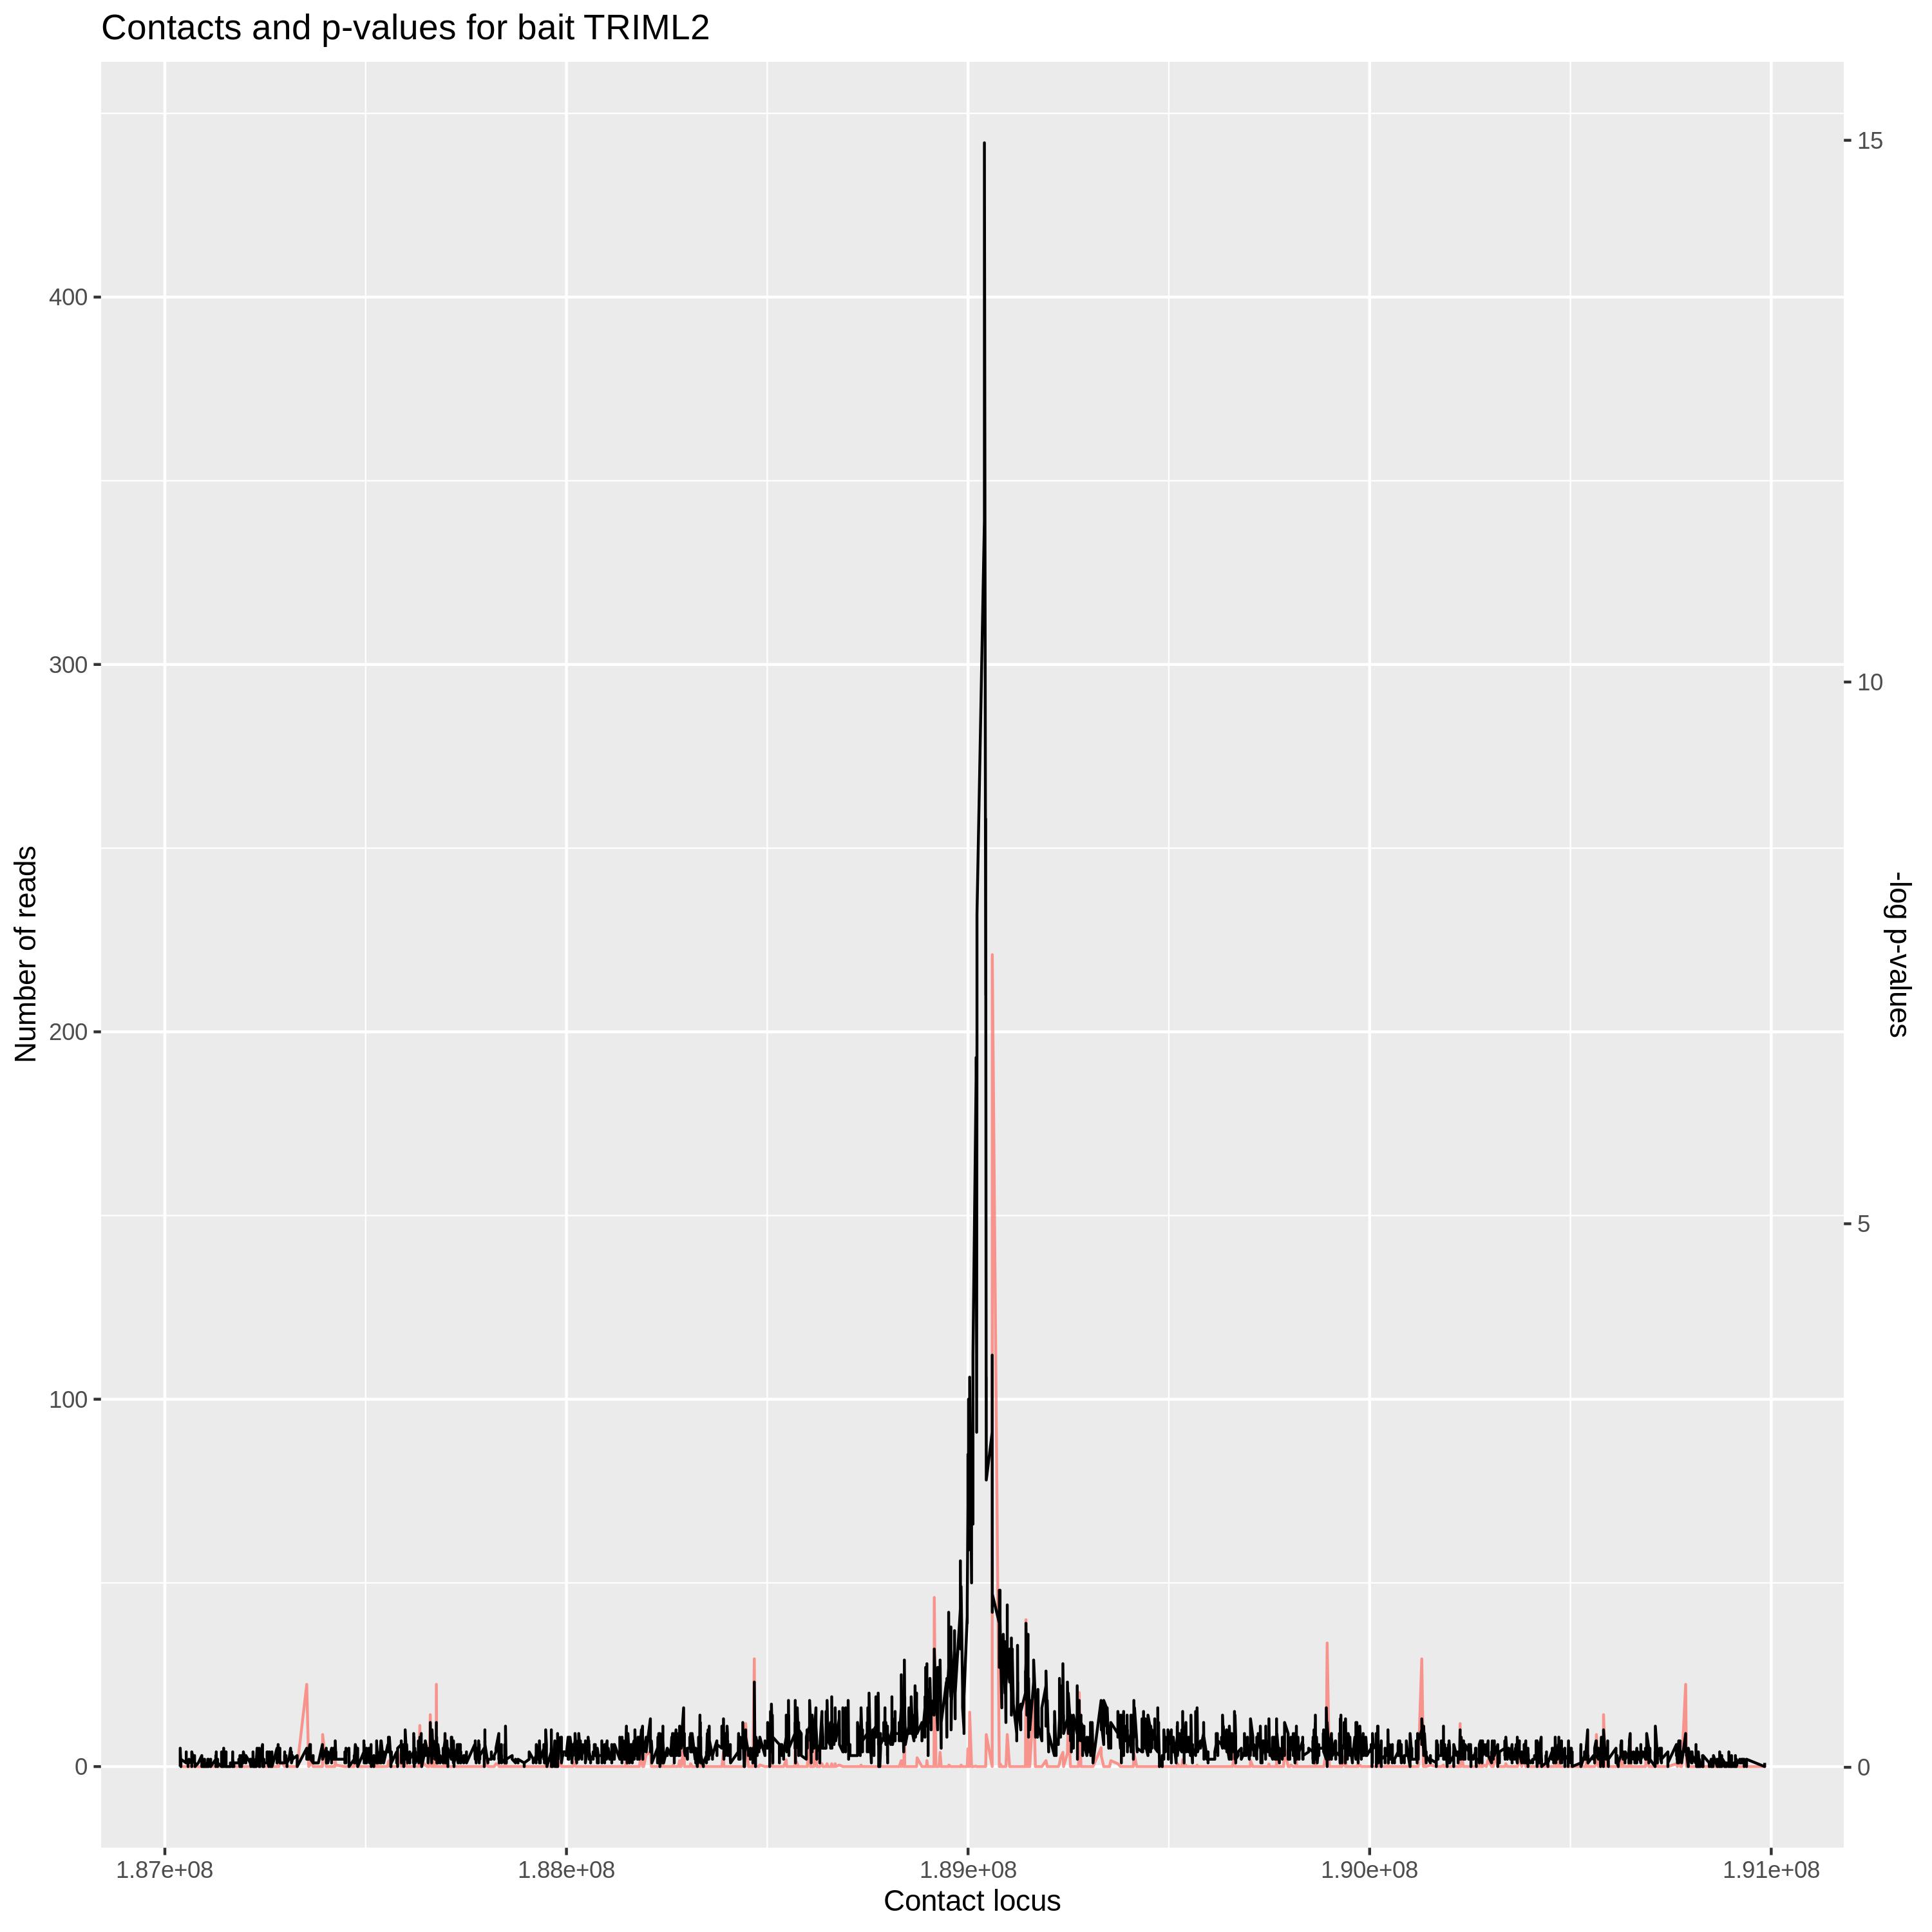 Contacts and p-values for bait TRIML2
Number of reads
400
300
200
100
0
15
10
5
0
-log p-values
1.87e+08
1.88e+08
1.89e+08
1.90e+08
1.91e+08
Contact locus